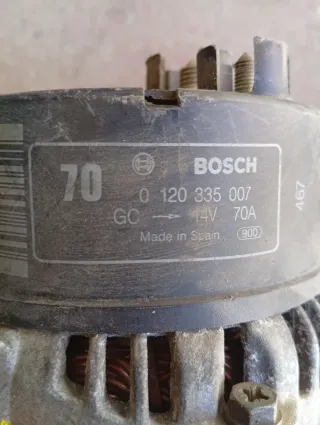 70 BOSCH
0 120 335 007
GC → 14V 70A
Made in Spain 900
467